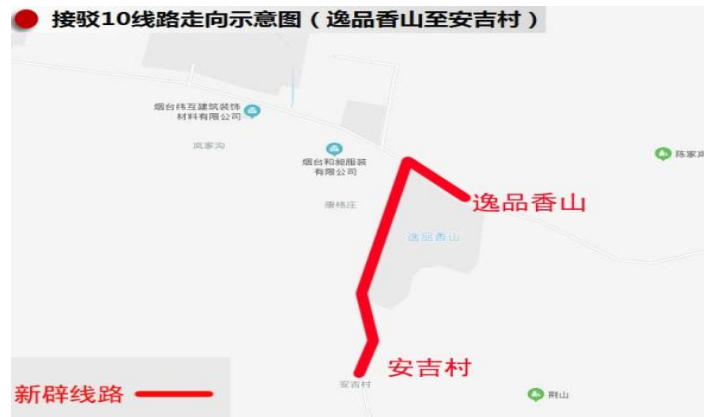 接驳10线路走向示意图（逸品香山至安吉村）
烟台纬互建筑装饰
材料有限公司
岚家沟
烟台和昶服装
有限公司
陈家岚
康格庄
逸品香山
逸品香山
安吉村
安吉村
新辟线路
荆山